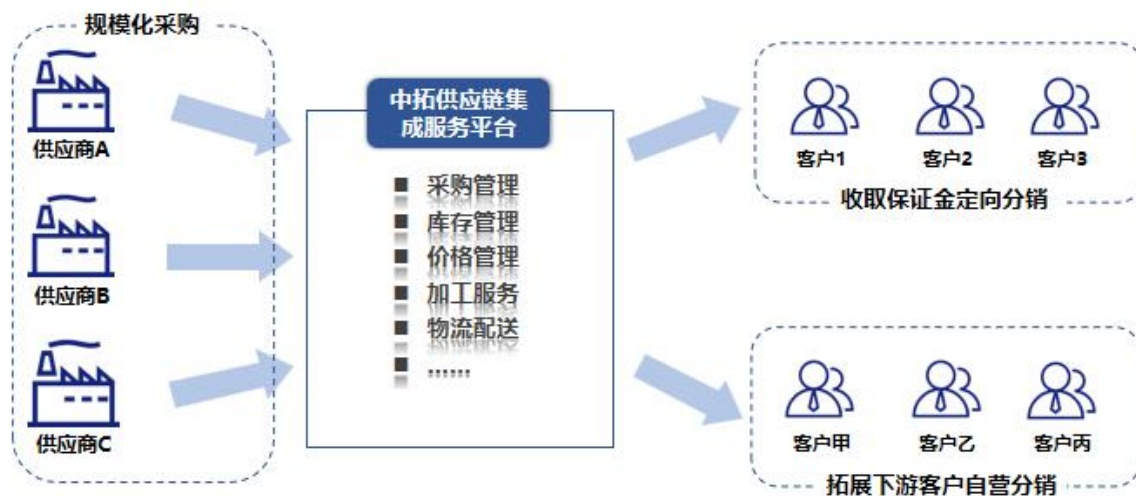 规模化采购
供应商A
供应商B
供应商C
中拓供应链集
成服务平台
■ 采购管理
■ 库存管理
■ 价格管理
■ 加工服务
■ 物流配送
■ ......
客户1
客户2
客户3
收取保证金定向分销
客户甲
客户乙
客户丙
拓展下游客户自营分销